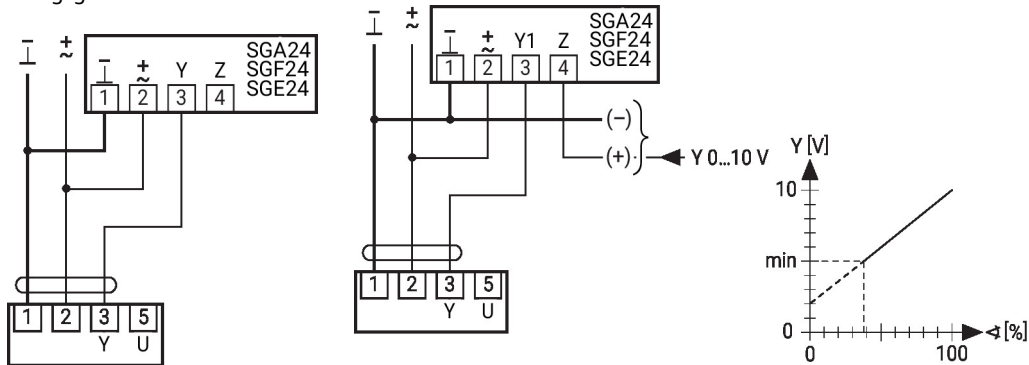 ⊥ + ~
SGA24
SGF24
SGE24
⊥ + ~ Y Z
1 2 3 4
1 2 3 5
Y U
⊥ + ~
SGA24
SGF24
SGE24
⊥ + ~ Y1 Z
1 2 3 4
(–)
(+)
Y 0...10 V
1 2 3 5
Y U
Y [V]
10
min
0
0 100
∢ [%]